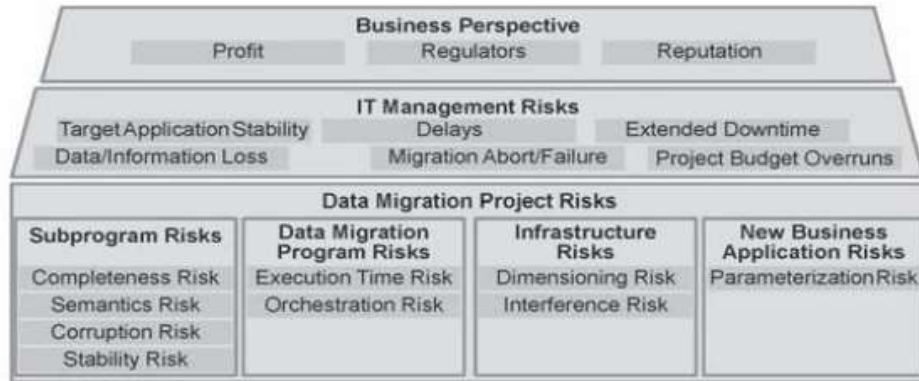 Business Perspective
Profit Regulators Reputation
IT Management Risks
Target Application Stability Delays Extended Downtime
Data/Information Loss Migration Abort/Failure Project Budget Overruns
Data Migration Project Risks
Subprogram Risks
Completeness Risk
Semantics Risk
Corruption Risk
Stability Risk
Data Migration
Program Risks
Execution Time Risk
Orchestration Risk
Infrastructure
Risks
Dimensioning Risk
Interference Risk
New Business
Application Risks
Parameterization Risk